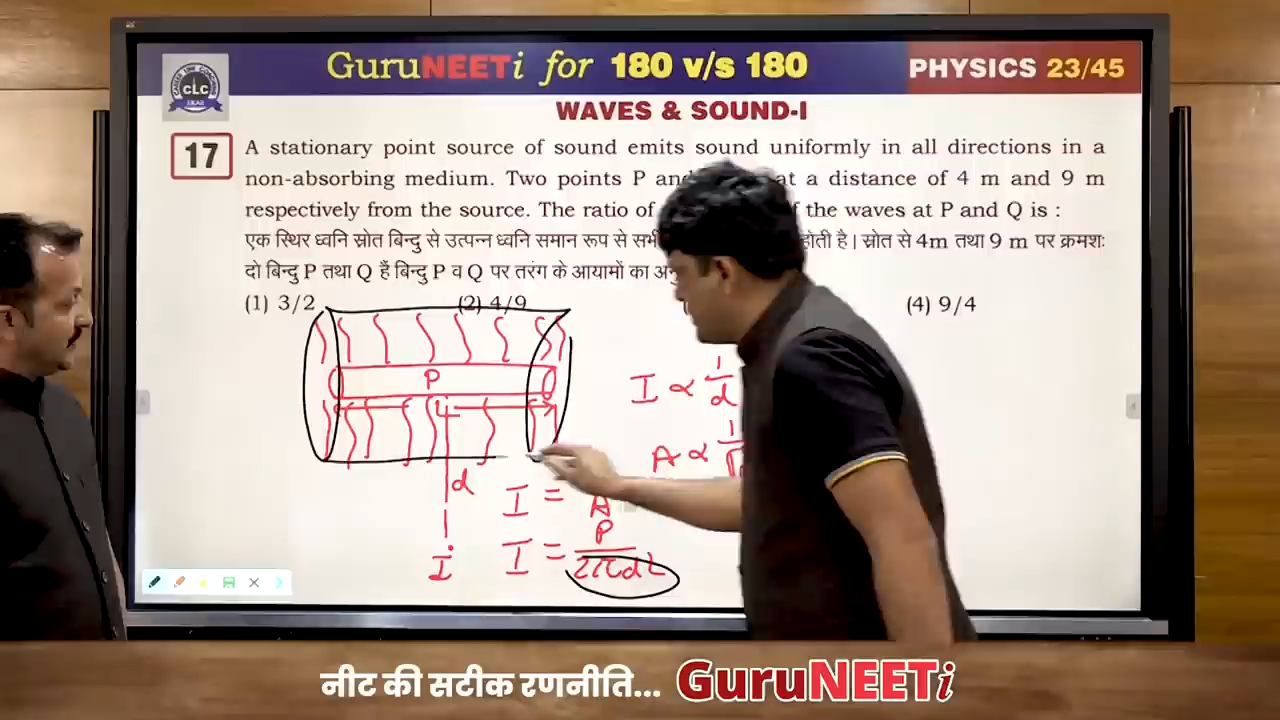 GuruNEETi for 180 v/s 180
PHYSICS 23/45
cLc
WAVES & SOUND-I
17
A stationary point source of sound emits sound uniformly in all directions in a
non-absorbing medium. Two points P and at a distance of 4 m and 9 m
respectively from the source. The ratio of of the waves at P and Q is :
एक स्थिर ध्वनि स्रोत बिन्दु से उत्पन्न ध्वनि समान रूप से सभी होती है। स्रोत से 4m तथा 9 m पर क्रमशः
दो बिन्दु P तथा Q हैं बिन्दु P व Q पर तरंग के आयामों का
(1) 3/2 (2) 4/9 (4) 9/4
P
I ∝ 1/d
A ∝ 1/
d
I = A
I = P/2πdL
I
नीट की सटीक रणनीति... GuruNEETi